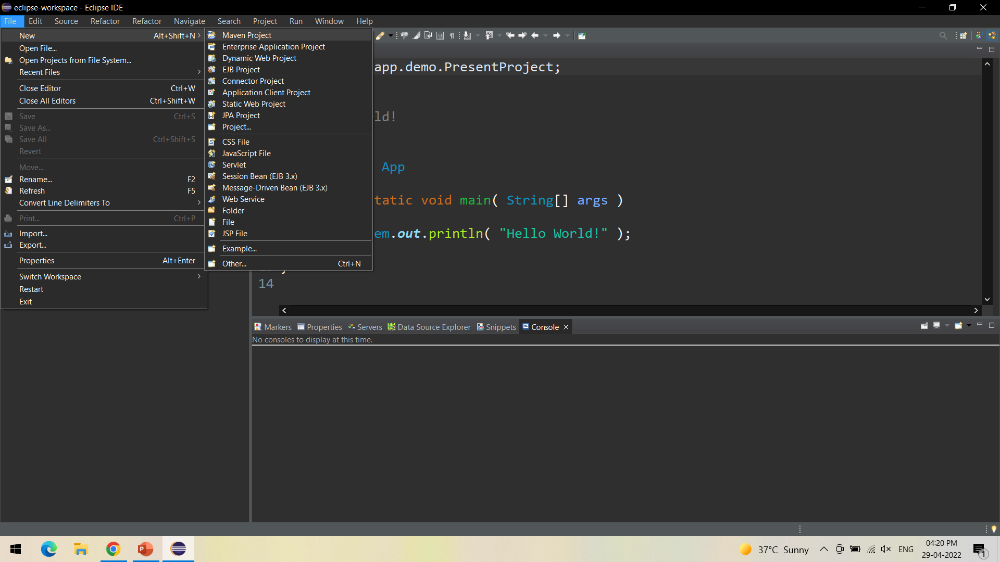 eclipse-workspace - Eclipse IDE
File Edit Source Refactor Refactor Navigate Search Project Run Window Help
New Alt+Shift+N
Open File...
Open Projects from File System...
Recent Files
Close Editor Ctrl+W
Close All Editors Ctrl+Shift+W
Save Ctrl+S
Save As...
Save All Ctrl+Shift+S
Revert
Move...
Rename... F2
Refresh F5
Convert Line Delimiters To
Print... Ctrl+P
Import...
Export...
Properties Alt+Enter
Switch Workspace
Restart
Exit
Maven Project
Enterprise Application Project
Dynamic Web Project
EJB Project
Connector Project
Application Client Project
Static Web Project
JPA Project
Project...
CSS File
JavaScript File
Servlet
Session Bean (EJB 3.x)
Message-Driven Bean (EJB 3.x)
Web Service
Folder
File
JSP File
Example...
Other... Ctrl+N
app.demo.PresentProject;
ld!
App
tatic void main( String[] args )
em.out.println( "Hello World!" );
14
Markers Properties Servers Data Source Explorer Snippets Console
No consoles to display at this time.
37°C Sunny ENG 04:20 PM
29-04-2022
1